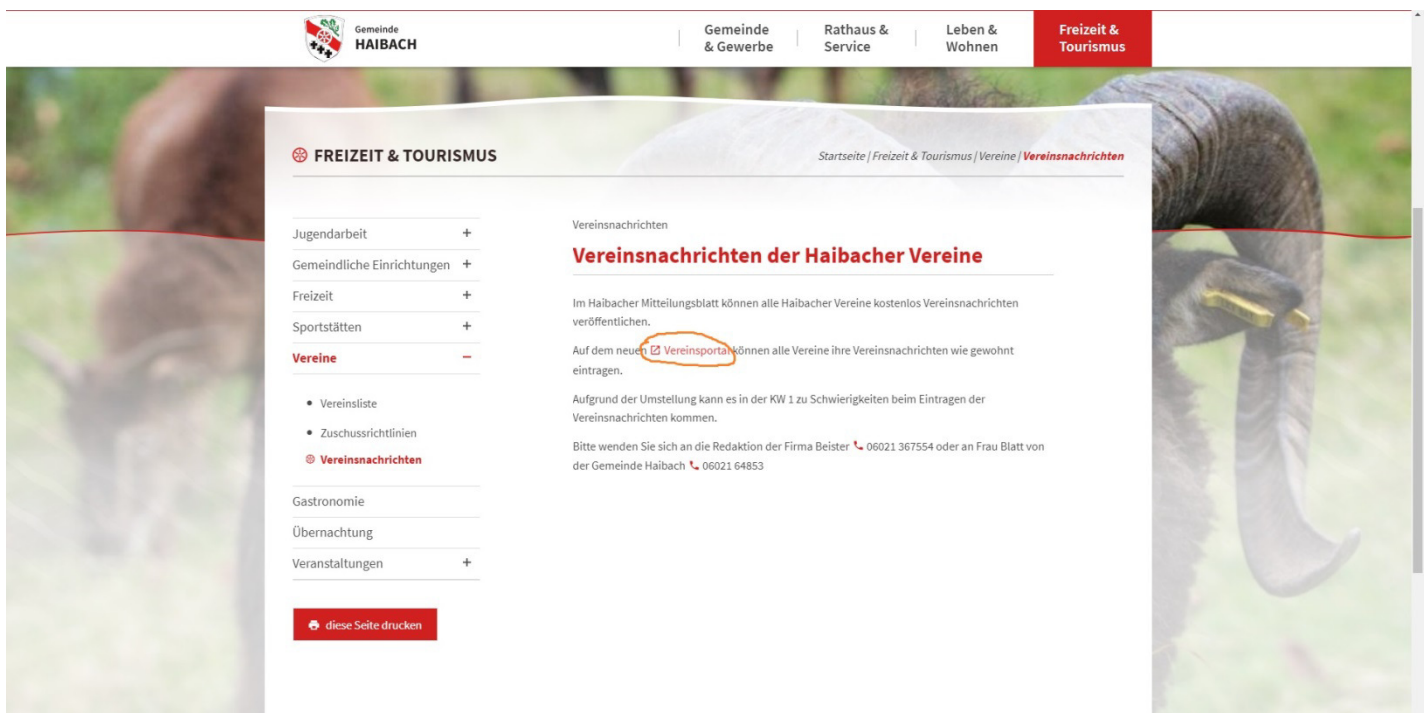 Gemeinde
HAIBACH
Gemeinde
& Gewerbe
Rathaus &
Service
Leben &
Wohnen
Freizeit &
Tourismus
FREIZEIT & TOURISMUS
Startseite | Freizeit & Tourismus | Vereine | Vereinsnachrichten
Jugendarbeit +
Gemeindliche Einrichtungen +
Freizeit +
Sportstätten +
Vereine −
• Vereinsliste
• Zuschussrichtlinien
Vereinsnachrichten
Gastronomie
Übernachtung
Veranstaltungen +
diese Seite drucken
Vereinsnachrichten
Vereinsnachrichten der Haibacher Vereine
Im Haibacher Mitteilungsblatt können alle Haibacher Vereine kostenlos Vereinsnachrichten
veröffentlichen.
Auf dem neuen Vereinsportal können alle Vereine ihre Vereinsnachrichten wie gewohnt
eintragen.
Aufgrund der Umstellung kann es in der KW 1 zu Schwierigkeiten beim Eintragen der
Vereinsnachrichten kommen.
Bitte wenden Sie sich an die Redaktion der Firma Beister 06021 367554 oder an Frau Blatt von
der Gemeinde Haibach 06021 64853